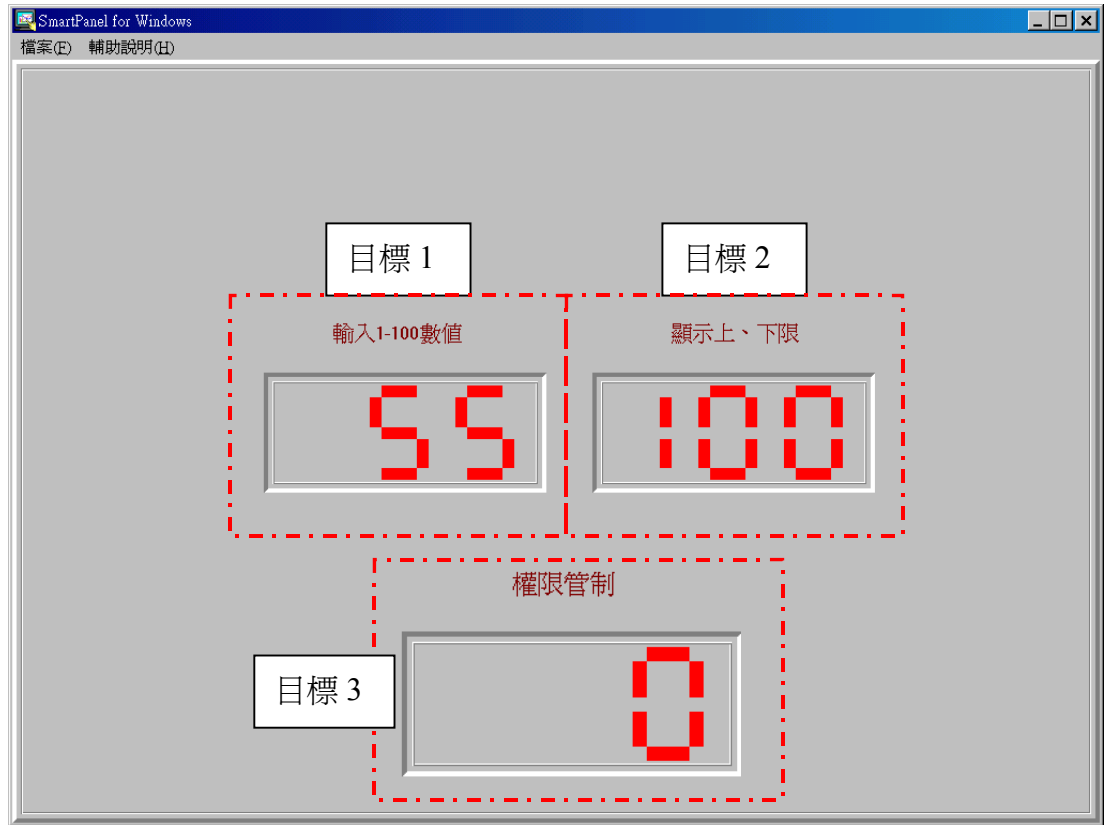 SmartPanel for Windows
檔案(F) 輔助說明(H)
目標 1
目標 2
輸入1-100數值
顯示上、下限
55
100
權限管制
目標 3
0